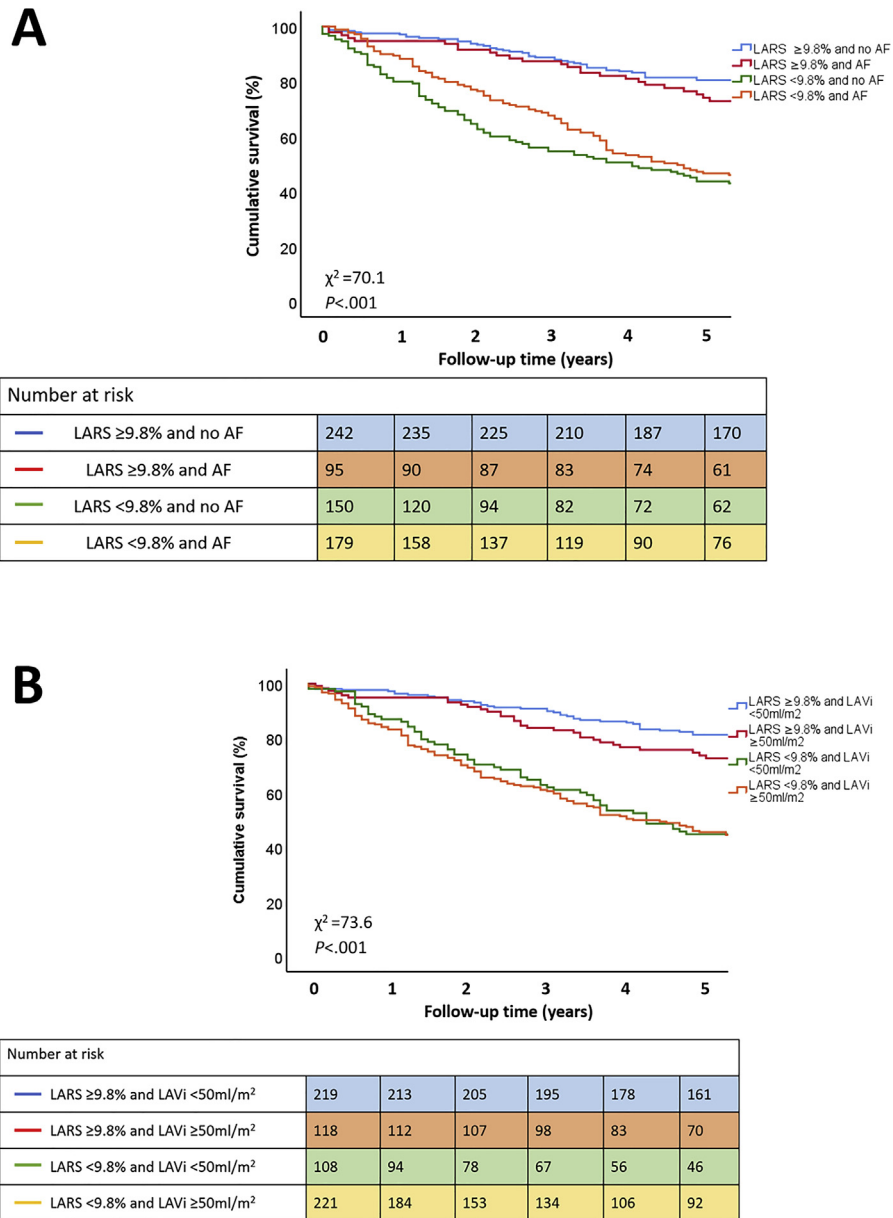 A
100
80
60
40
20
0
Cumulative survival (%)
χ² =70.1
P<.001
0 1 2 3 4 5
Follow-up time (years)
LARS ≥9.8% and no AF
LARS ≥9.8% and AF
LARS <9.8% and no AF
LARS <9.8% and AF
Number at risk
LARS ≥9.8% and no AF 242 235 225 210 187 170
LARS ≥9.8% and AF 95 90 87 83 74 61
LARS <9.8% and no AF 150 120 94 82 72 62
LARS <9.8% and AF 179 158 137 119 90 76
B
100
80
60
40
20
0
Cumulative survival (%)
χ² =73.6
P<.001
0 1 2 3 4 5
Follow-up time (years)
LARS ≥9.8% and LAVi
<50ml/m2
LARS ≥9.8% and LAVi
≥50ml/m2
LARS <9.8% and LAVi
<50ml/m2
LARS <9.8% and LAVi
≥50ml/m2
Number at risk
LARS ≥9.8% and LAVi <50ml/m² 219 213 205 195 178 161
LARS ≥9.8% and LAVi ≥50ml/m² 118 112 107 98 83 70
LARS <9.8% and LAVi <50ml/m² 108 94 78 67 56 46
LARS <9.8% and LAVi ≥50ml/m² 221 184 153 134 106 92